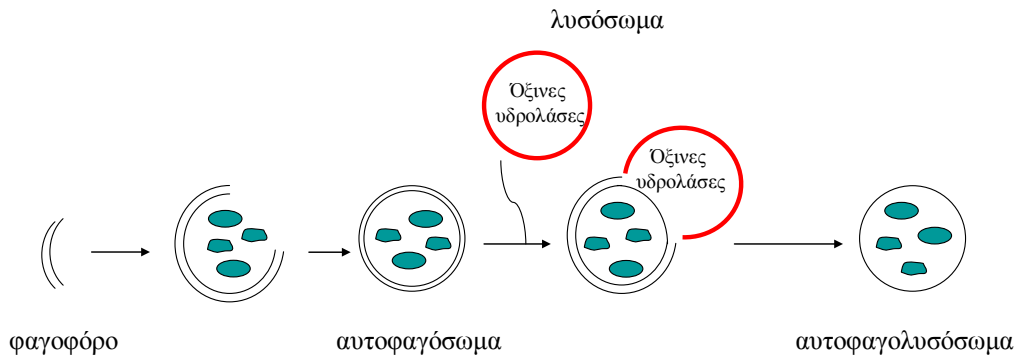 λυσόσωμα
Όξινες
υδρολάσες
Όξινες
υδρολάσες
φαγοφόρο
αυτοφαγόσωμα
αυτοφαγολυσόσωμα